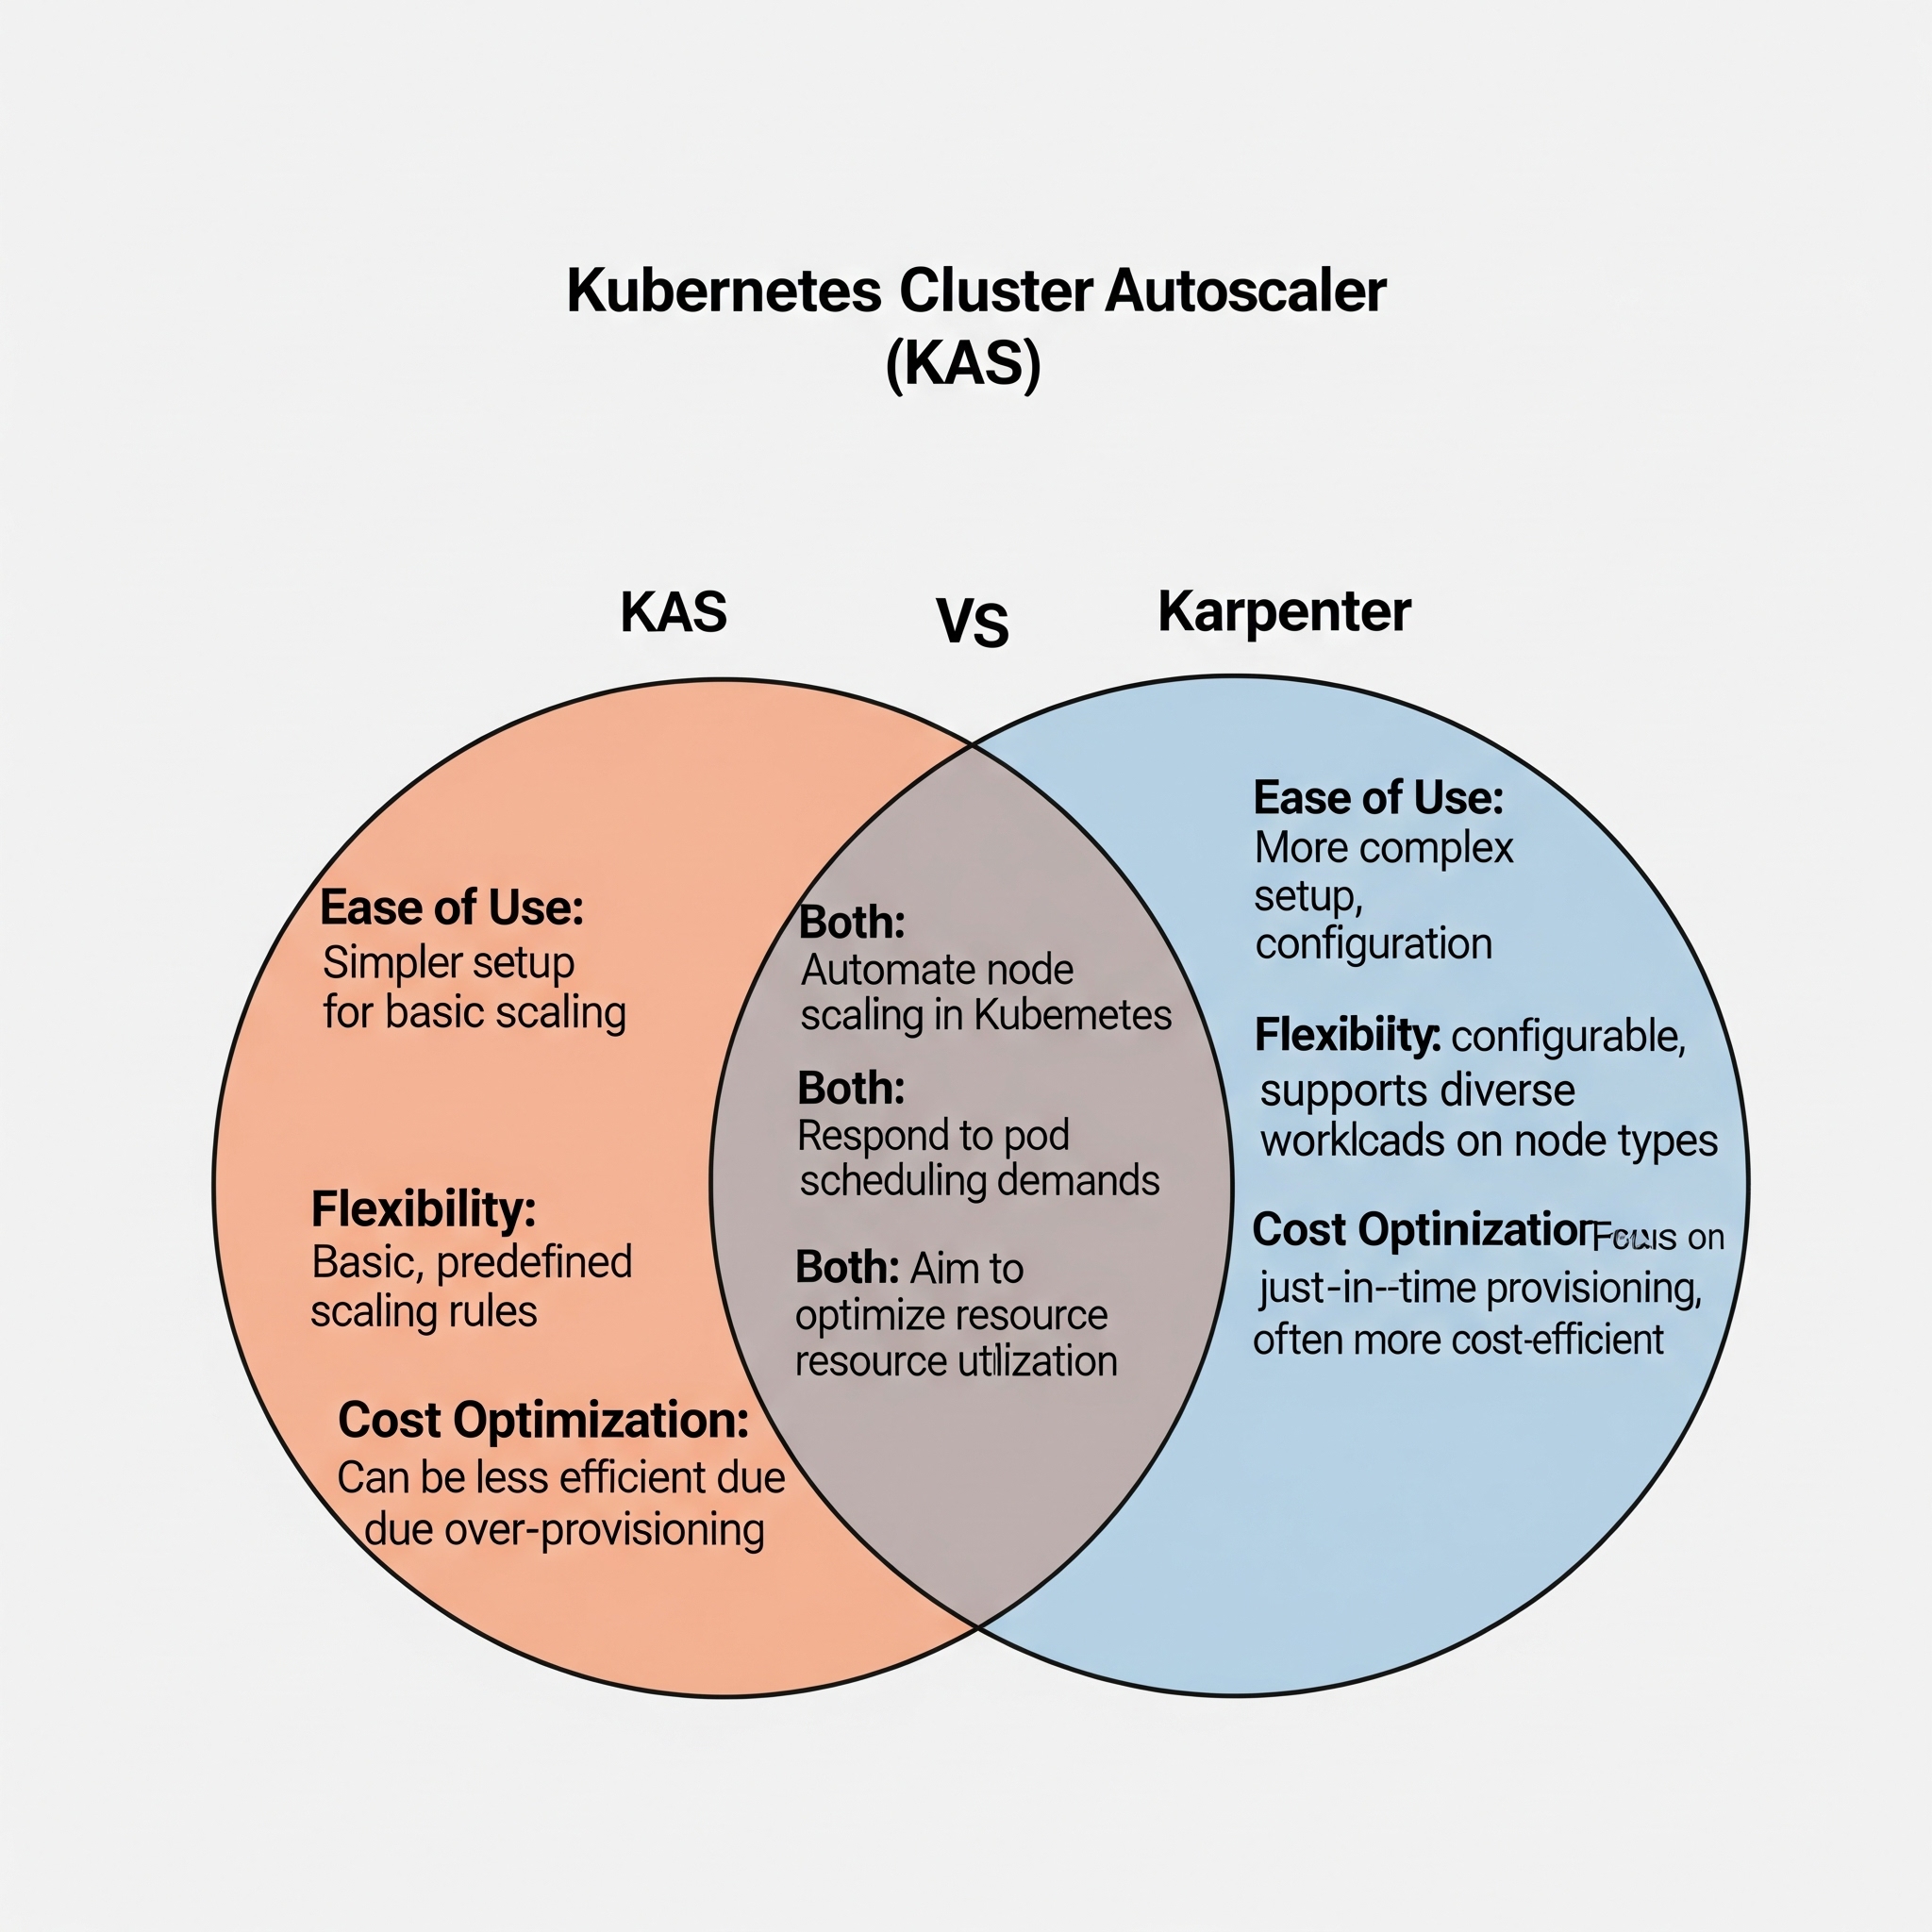 Kubernetes Cluster Autoscaler
(KAS)
KAS
VS
Karpenter
Ease of Use:
Simpler setup
for basic scaling
Flexibility:
Basic, predefined
scaling rules
Cost Optimization:
Can be less efficient due
due over-provisioning
Both:
Automate node
scaling in Kubemetes
Both:
Respond to pod
scheduling demands
Both: Aim to
optimize resource
resource utilization
Ease of Use:
More complex
setup,
configuration
Flexibiity: configurable,
supports diverse
worklcads on node types
Cost Optinization on
just-in--time provisioning,
often more cost-efficient